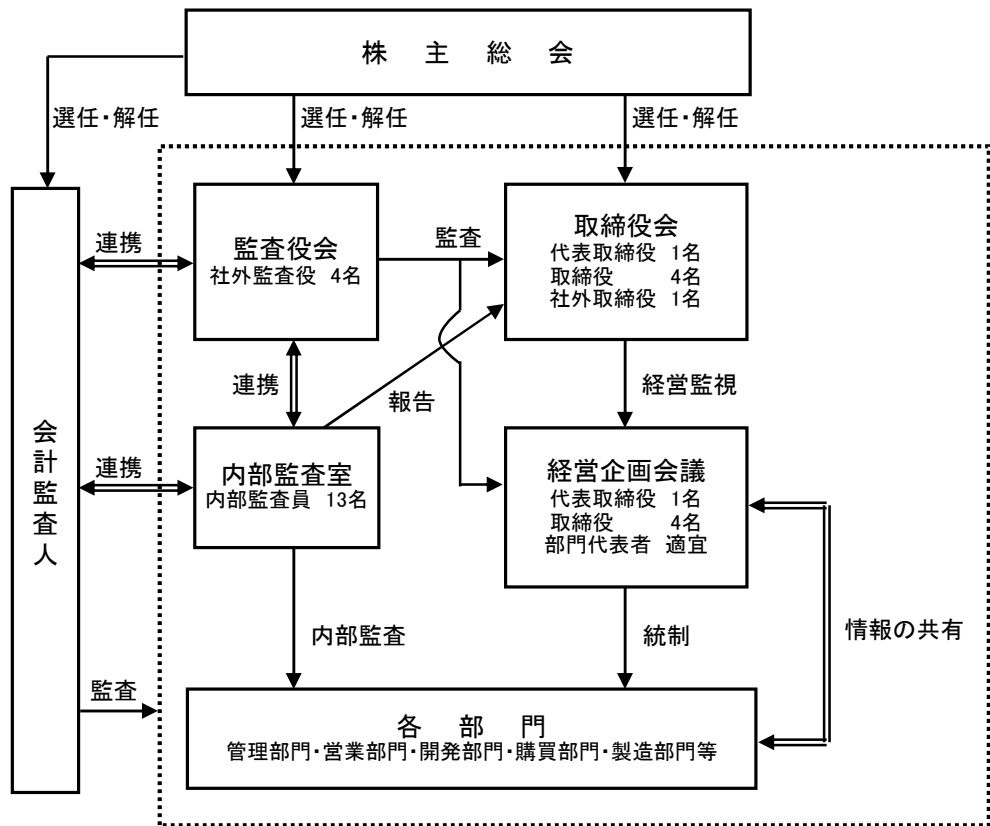 株 主 総 会
選任・解任
選任・解任
選任・解任
監査役会
社外監査役 4名
監査
取締役会
代表取締役 1名
取締役 4名
社外取締役 1名
連携
連携
報告
経営監視
会計監査人
連携
内部監査室
内部監査員 13名
経営企画会議
代表取締役 1名
取締役 4名
部門代表者 適宜
内部監査
統制
情報の共有
監査
各 部 門
管理部門・営業部門・開発部門・購買部門・製造部門等